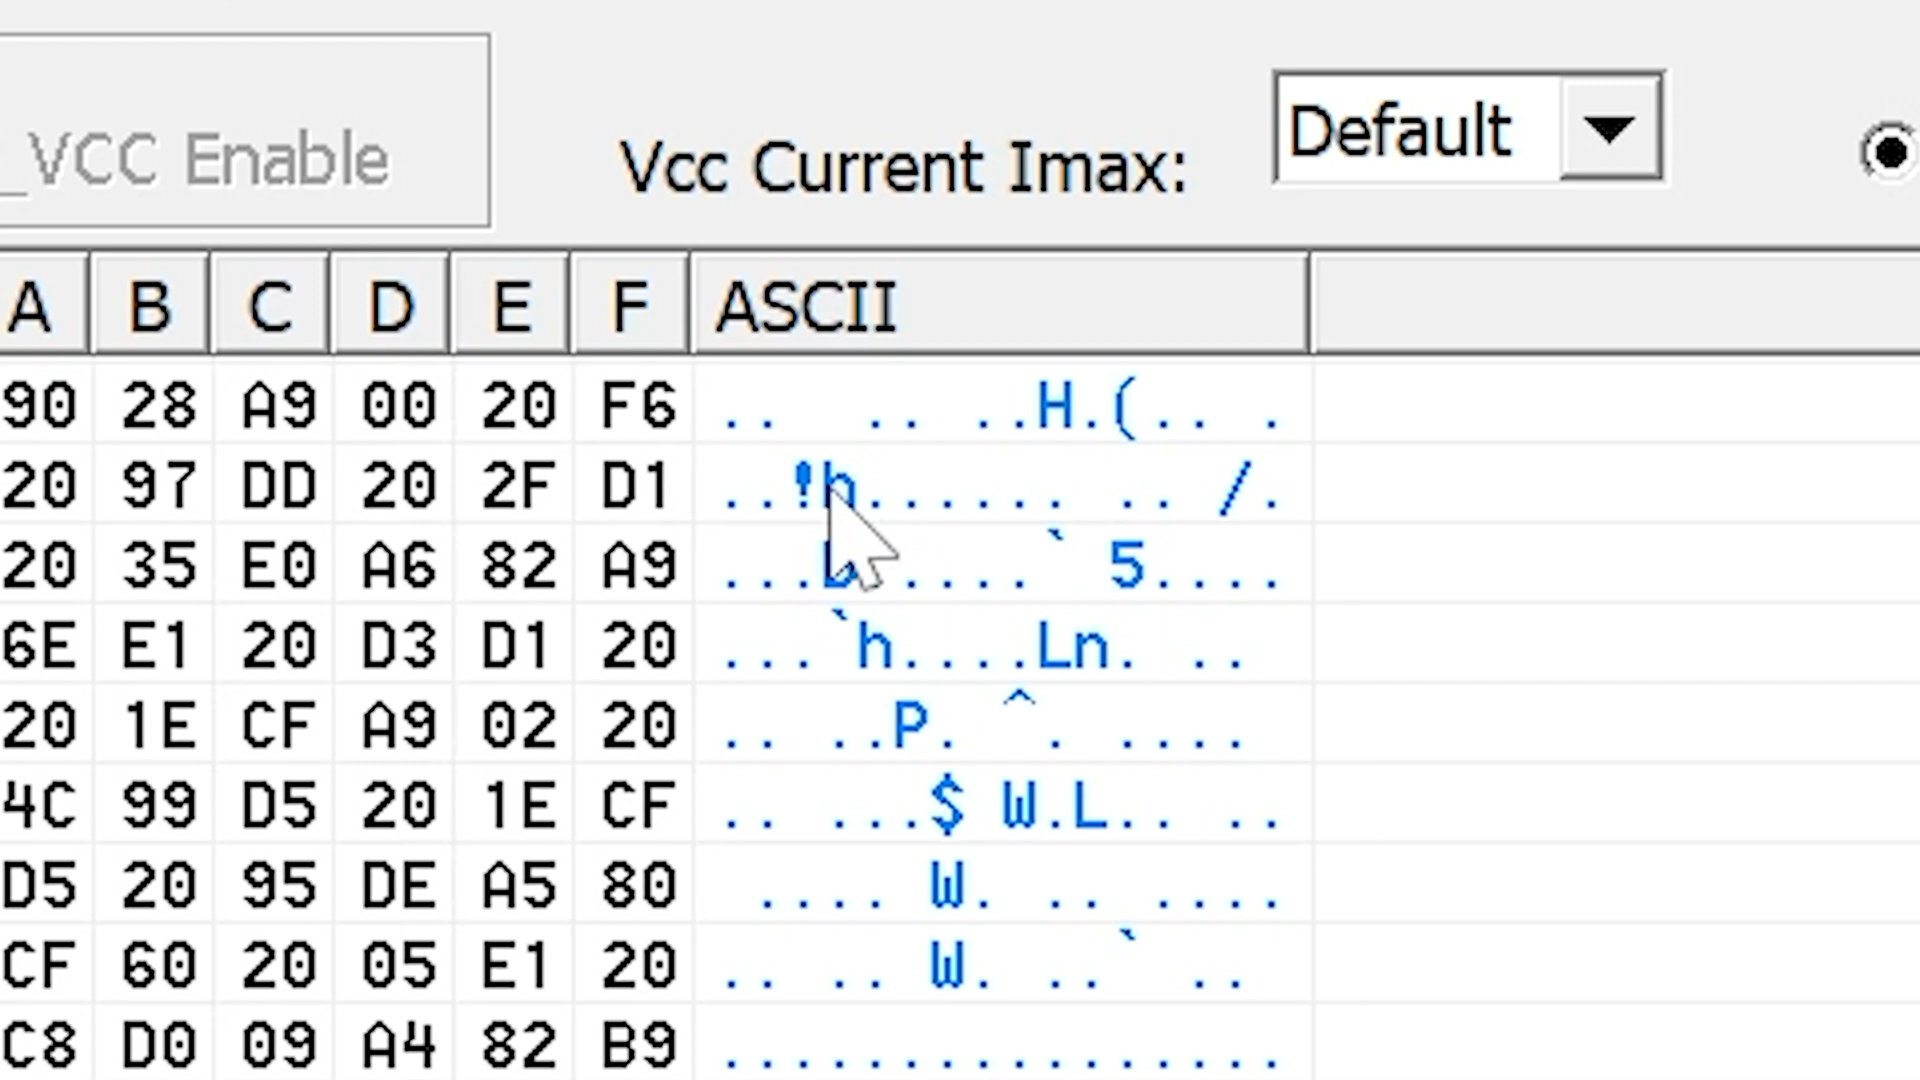 _VCC Enable
Vcc Current Imax: Default
A B C D E F ASCII
90 28 A9 00 20 F6 ..  .. ..H.(.. .
20 97 DD 20 2F D1 ..!h...... .. /.
20 35 E0 A6 82 A9 ... .... ` 5....
6E E1 20 D3 D1 20 ...`h....Ln. ..
20 1E CF A9 02 20 .. ..P. ^. ....
4C 99 D5 20 1E CF .. ...$ W.L.. ..
D5 20 95 DE A5 80 .... W. .. ....
CF 60 20 05 E1 20 .. .. W. ..` ..
C8 D0 09 A4 82 B9 ................